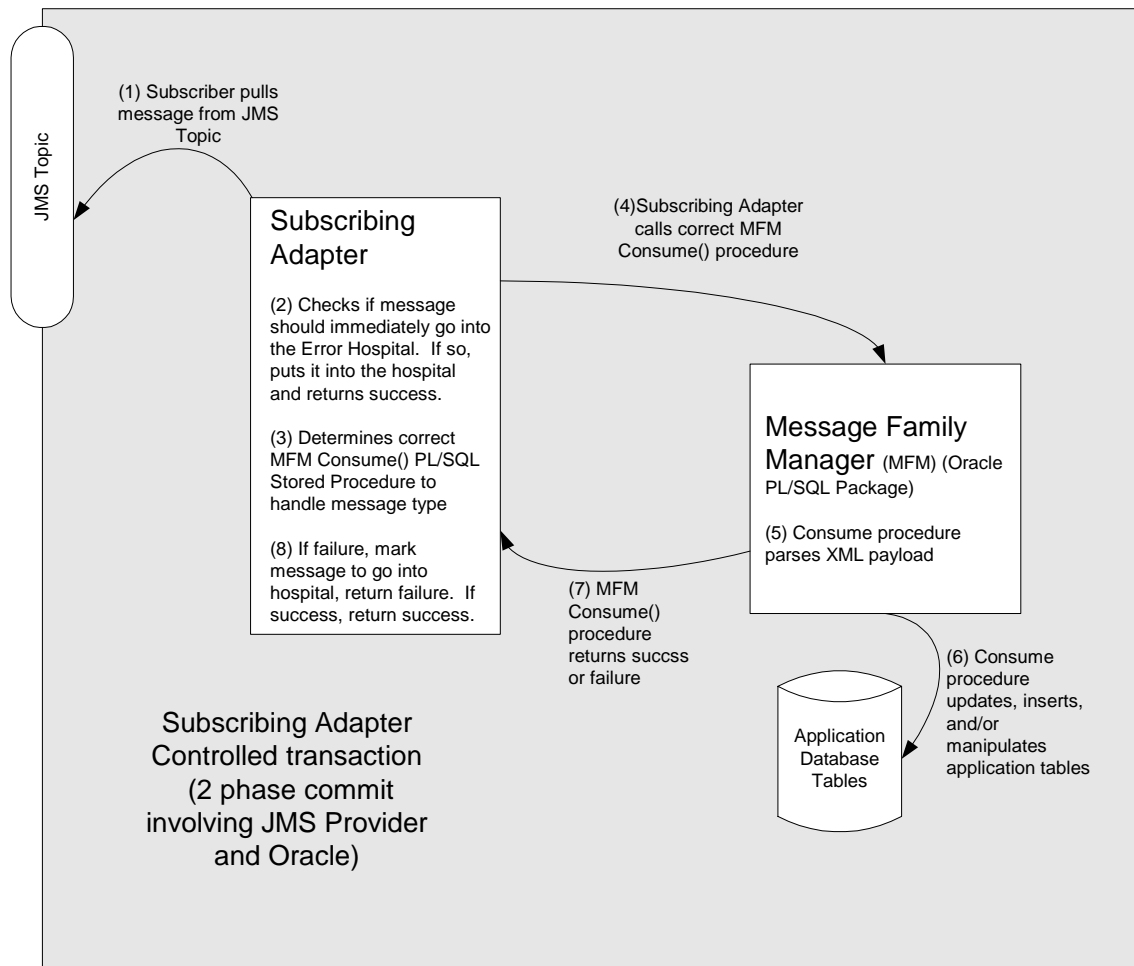 JMS Topic
(1) Subscriber pulls
message from JMS
Topic
Subscribing
Adapter
(2) Checks if message
should immediately go into
the Error Hospital.  If so,
puts it into the hospital
and returns success.
(3) Determines correct
MFM Consume() PL/SQL
Stored Procedure to
handle message type
(8) If failure, mark
message to go into
hospital, return failure.  If
success, return success.
(4)Subscribing Adapter
calls correct MFM
Consume() procedure
Message Family
Manager (MFM) (Oracle
PL/SQL Package)
(5) Consume procedure
parses XML payload
(7) MFM
Consume()
procedure
returns succss
or failure
(6) Consume
procedure
updates, inserts,
and/or
manipulates
application tables
Application
Database
Tables
Subscribing Adapter
Controlled transaction
(2 phase commit
involving JMS Provider
and Oracle)